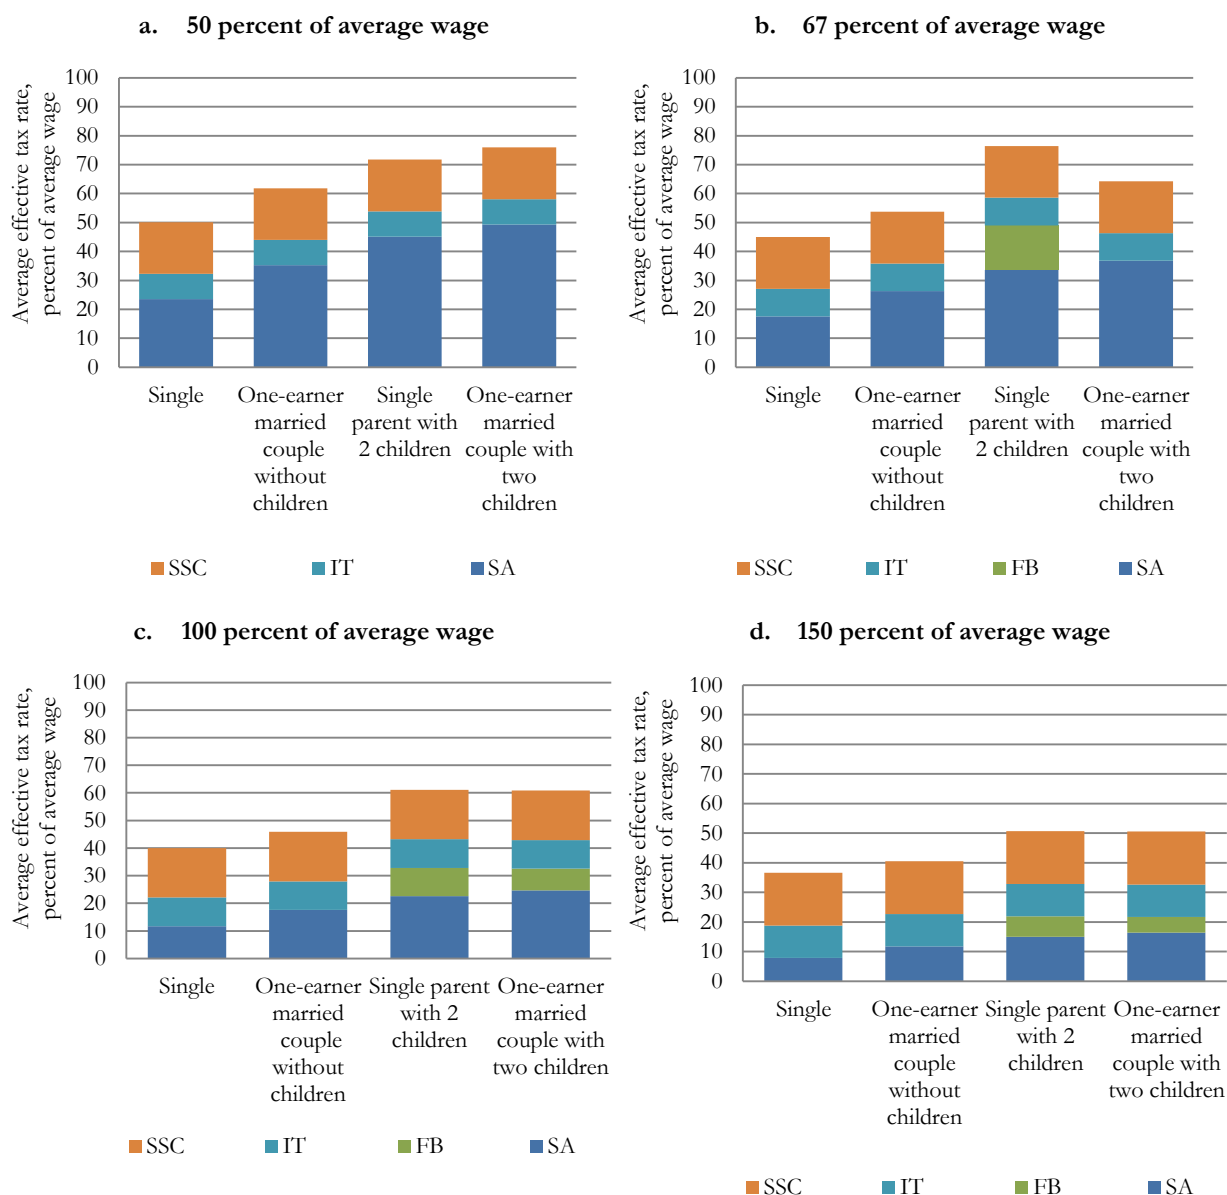 a. 50 percent of average wage
Average effective tax rate,
percent of average wage
100
90
80
70
60
50
40
30
20
10
0
Single
One-earner
married
couple
without
children
Single
parent with
2 children
One-earner
married
couple with
two
children
SSC
IT
SA
b. 67 percent of average wage
Average effective tax rate,
percent of average wage
100
90
80
70
60
50
40
30
20
10
0
Single
One-earner
married
couple
without
children
Single
parent with
2 children
One-earner
married
couple with
two
children
SSC
IT
FB
SA
c. 100 percent of average wage
Average effective tax rate,
percent of average wage
100
90
80
70
60
50
40
30
20
10
0
Single
One-earner
married
couple
without
children
Single parent
with 2
children
One-earner
married
couple with
two children
SSC
IT
FB
SA
d. 150 percent of average wage
Average effective tax rate,
percent of average wage
100
90
80
70
60
50
40
30
20
10
0
Single
One-earner
married
couple
without
children
Single parent
with 2
children
One-earner
married
couple with
two children
SSC
IT
FB
SA